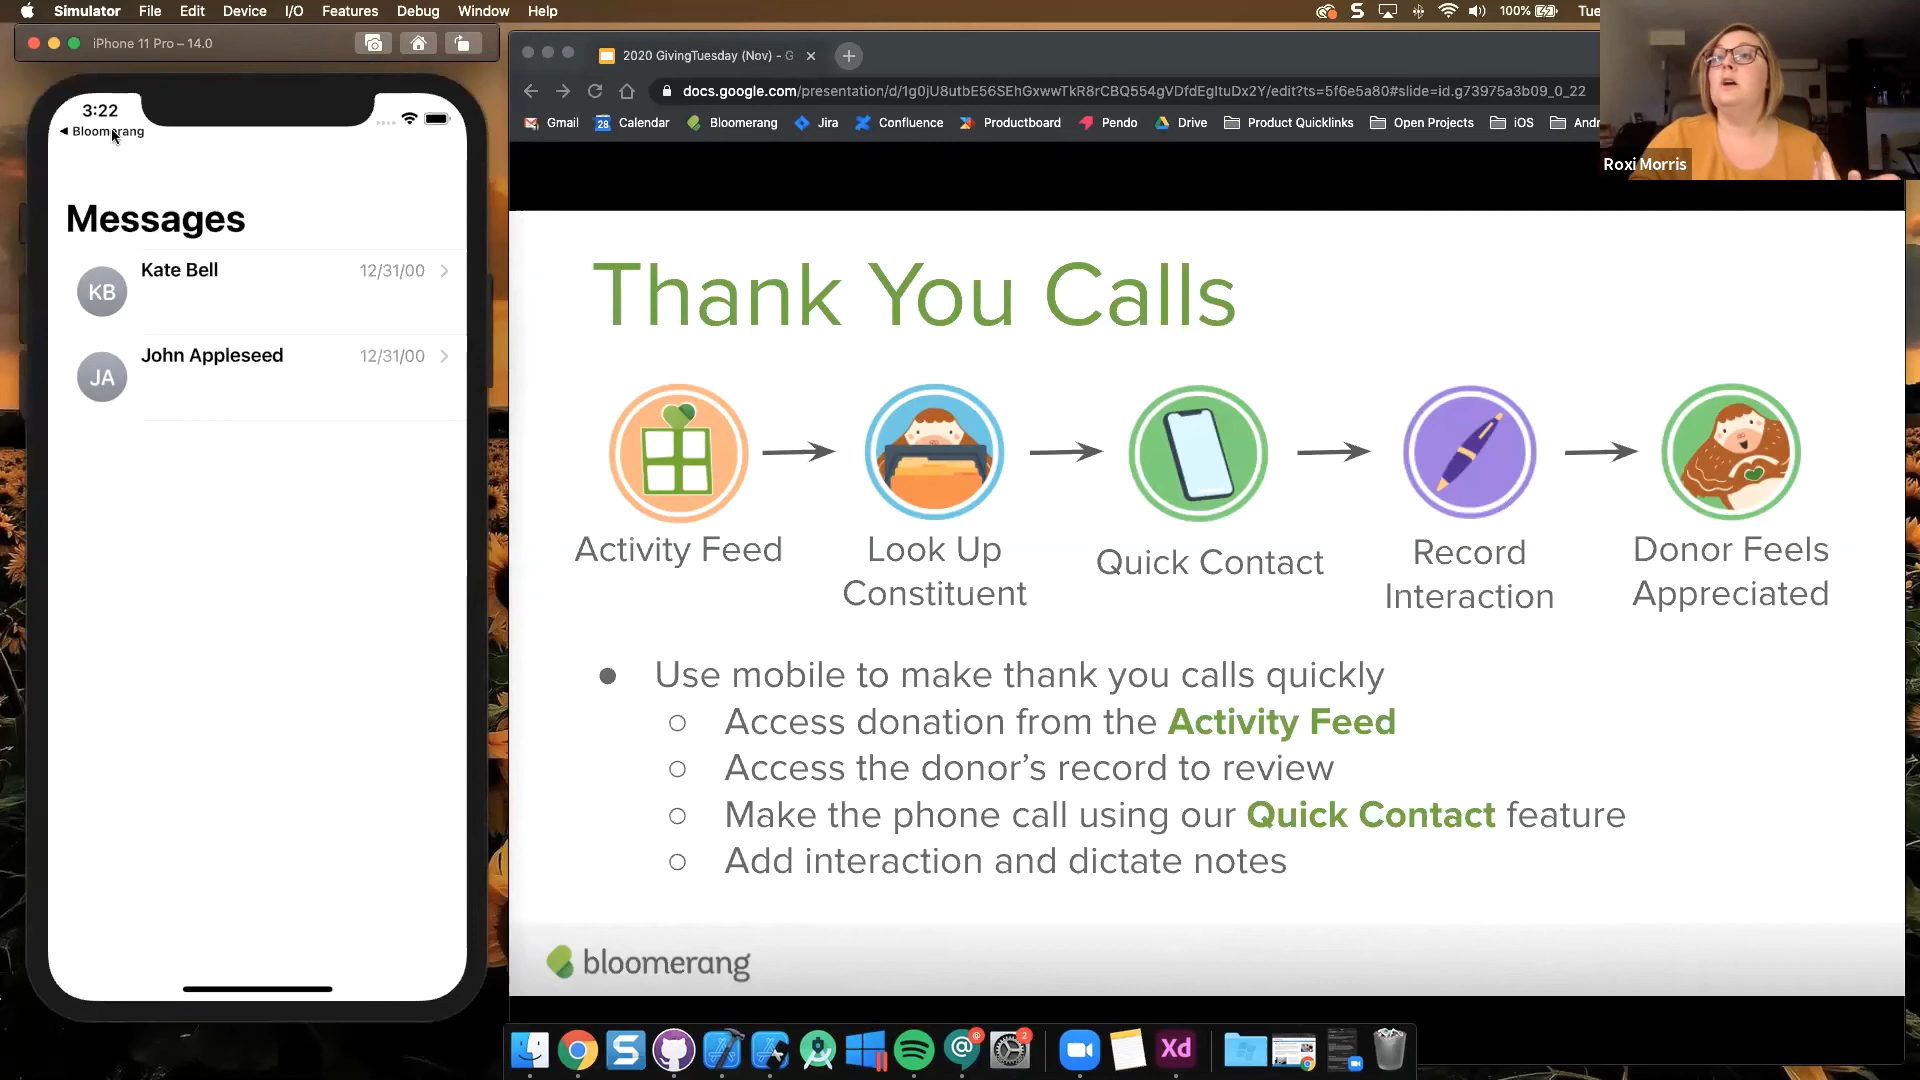 Simulator File Edit Device I/O Features Debug Window Help
100% Tue
iPhone 11 Pro – 14.0
3:22
◀ Bloomerang
Messages
KB Kate Bell 12/31/00
JA John Appleseed 12/31/00
2020 GivingTuesday (Nov) - G
docs.google.com/presentation/d/1g0jU8utbE56SEhGxwwTkR8rCBQ554gVDfdEgItuDx2Y/edit?ts=5f6e5a80#slide=id.g73975a3b09_0_22
Gmail 28 Calendar Bloomerang Jira Confluence Productboard Pendo Drive Product Quicklinks Open Projects iOS Andr
Roxi Morris
Thank You Calls
Activity Feed
Look Up
Constituent
Quick Contact
Record
Interaction
Donor Feels
Appreciated
● Use mobile to make thank you calls quickly
○ Access donation from the Activity Feed
○ Access the donor’s record to review
○ Make the phone call using our Quick Contact feature
○ Add interaction and dictate notes
bloomerang
S @ 2 Xd